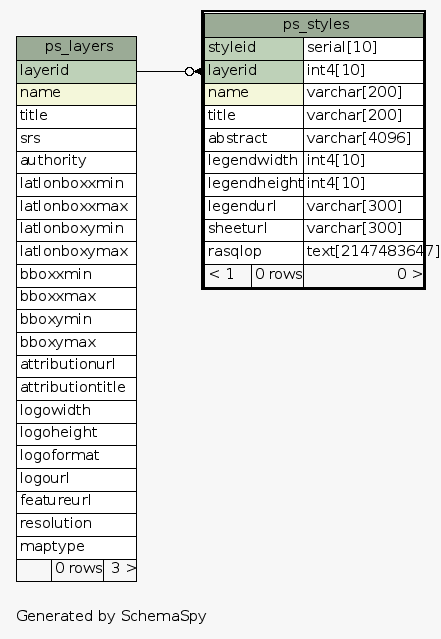 ps_layers
layerid
name
title
srs
authority
latlonboxxmin
latlonboxxmax
latlonboxymin
latlonboxymax
bboxxmin
bboxxmax
bboxymin
bboxymax
attributionurl
attributiontitle
logowidth
logoheight
logoformat
logourl
featureurl
resolution
maptype
0 rows 3 >
ps_styles
styleid serial[10]
layerid int4[10]
name varchar[200]
title varchar[200]
abstract varchar[4096]
legendwidth int4[10]
legendheight int4[10]
legendurl varchar[300]
sheeturl varchar[300]
rasqlop text[2147483647]
< 1 0 rows 0 >
Generated by SchemaSpy